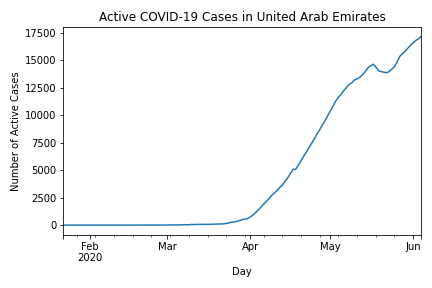 Active COVID-19 Cases in United Arab Emirates
17500
15000
12500
10000
7500
5000
2500
0
Number of Active Cases
Feb
2020
Mar
Apr
May
Jun
Day